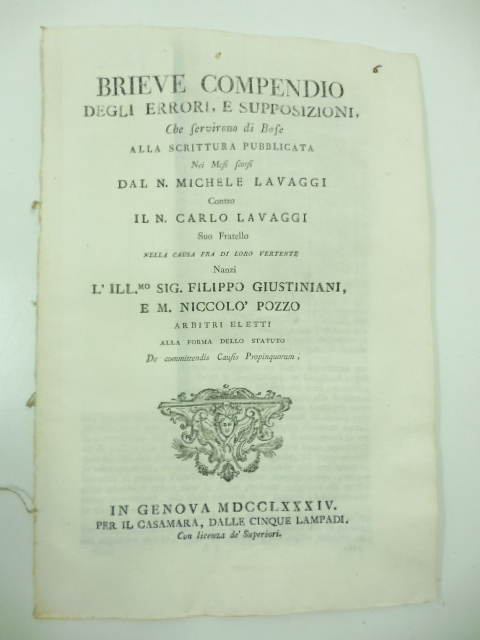 6
BRIEVE COMPENDIO
DEGLI ERRORI, E SUPPOSIZIONI,
Che servirono di Base
ALLA SCRITTURA PUBBLICATA
Nei Mesi scorsi
DAL N. MICHELE LAVAGGI
Contro
IL N. CARLO LAVAGGI
Suo Fratello
NELLA CAUSA FRA DI LORO VERTENTE
Nanzi
L' ILL.MO SIG. FILIPPO GIUSTINIANI,
E M. NICCOLO' POZZO
ARBITRI ELETTI
ALLA FORMA DELLO STATUTO
De committendis Causis Propinquorum.
IN GENOVA MDCCLXXXIV.
PER IL CASAMARA, DALLE CINQUE LAMPADI.
Con licenza de' Superiori.